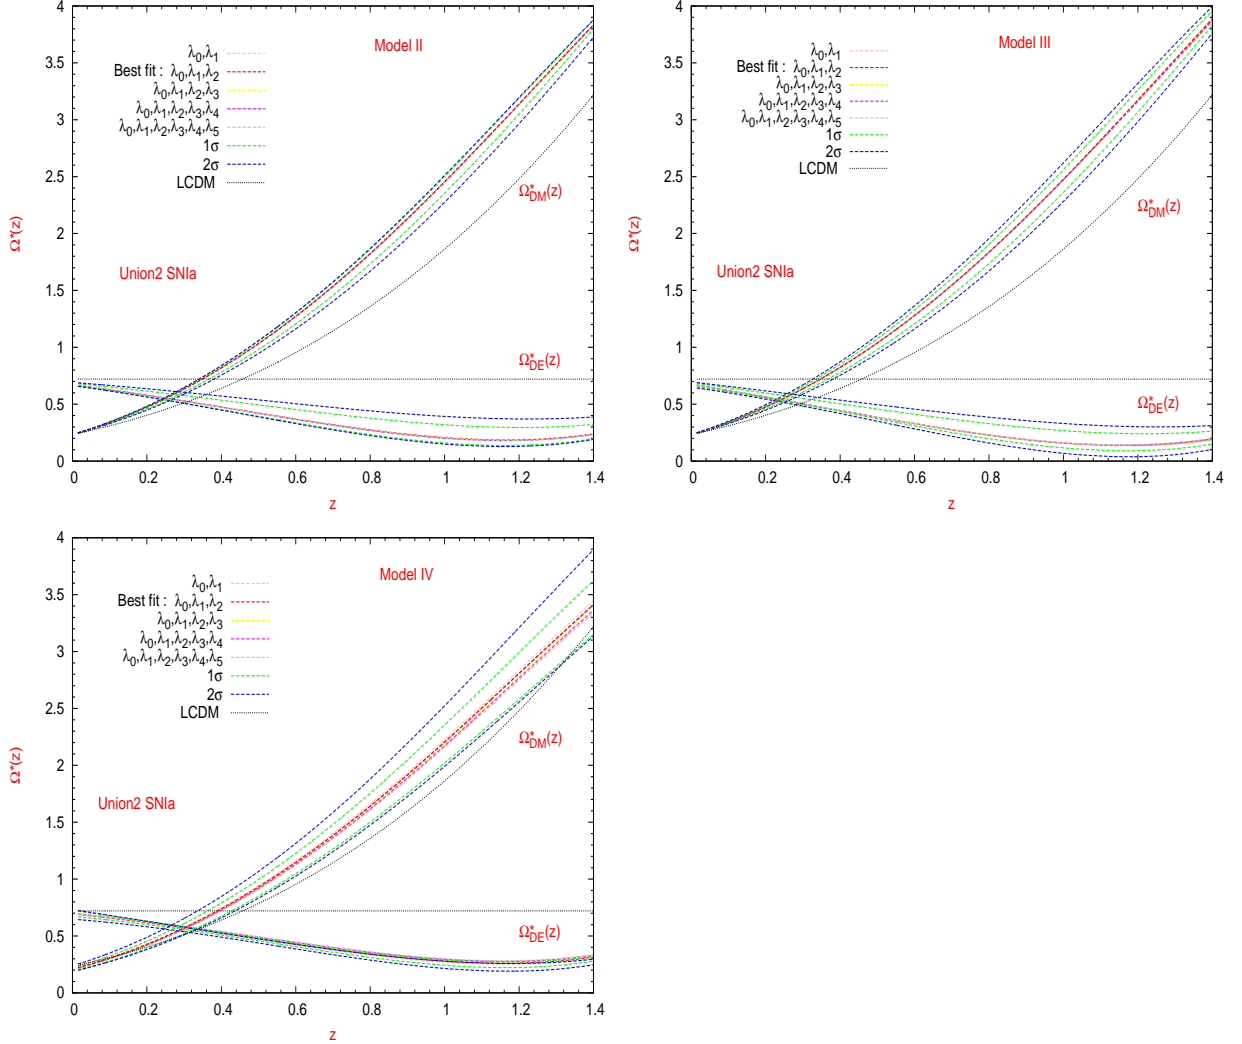 4
3.5
3
2.5
2
1.5
1
0.5
0
Ω*(z)
Model II
λ0,λ1
Best fit : λ0,λ1,λ2
λ0,λ1,λ2,λ3
λ0,λ1,λ2,λ3,λ4
λ0,λ1,λ2,λ3,λ4,λ5
1σ
2σ
LCDM
Ω*DM(z)
Union2 SNIa
Ω*DE(z)
0 0.2 0.4 0.6 0.8 1 1.2 1.4
z
4
3.5
3
2.5
2
1.5
1
0.5
0
Ω*(z)
Model III
λ0,λ1
Best fit : λ0,λ1,λ2
λ0,λ1,λ2,λ3
λ0,λ1,λ2,λ3,λ4
λ0,λ1,λ2,λ3,λ4,λ5
1σ
2σ
LCDM
Ω*DM(z)
Union2 SNIa
Ω*DE(z)
0 0.2 0.4 0.6 0.8 1 1.2 1.4
z
4
3.5
3
2.5
2
1.5
1
0.5
0
Ω*(z)
Model IV
λ0,λ1
Best fit : λ0,λ1,λ2
λ0,λ1,λ2,λ3
λ0,λ1,λ2,λ3,λ4
λ0,λ1,λ2,λ3,λ4,λ5
1σ
2σ
LCDM
Ω*DM(z)
Union2 SNIa
Ω*DE(z)
0 0.2 0.4 0.6 0.8 1 1.2 1.4
z